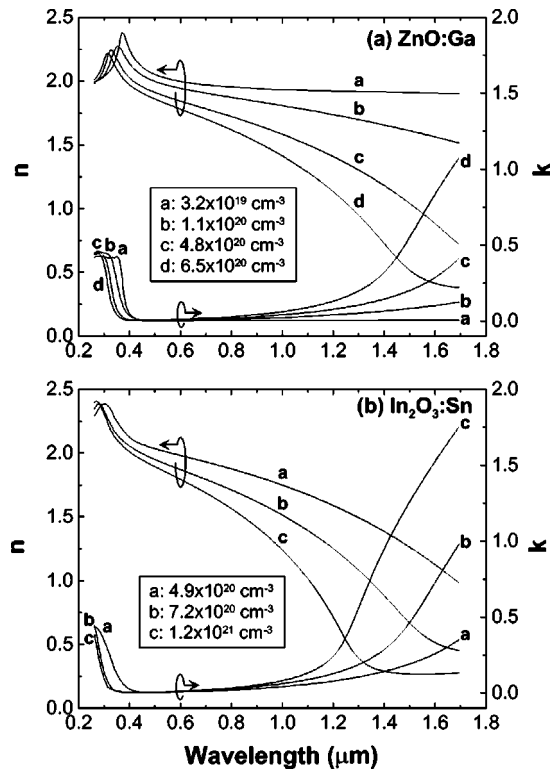 (a) ZnO:Ga
2.5
2.0
1.5
1.0
0.5
0.0
n
2.0
1.5
1.0
0.5
0.0
k
a
b
c
d
d
c
b
a
c b a
d
a: 3.2x10¹⁹ cm⁻³
b: 1.1x10²⁰ cm⁻³
c: 4.8x10²⁰ cm⁻³
d: 6.5x10²⁰ cm⁻³
0.2 0.4 0.6 0.8 1.0 1.2 1.4 1.6 1.8
(b) In₂O₃:Sn
2.5
2.0
1.5
1.0
0.5
0.0
n
2.0
1.5
1.0
0.5
0.0
k
a
b
c
c
b
a
b a
c
a: 4.9x10²⁰ cm⁻³
b: 7.2x10²⁰ cm⁻³
c: 1.2x10²¹ cm⁻³
0.2 0.4 0.6 0.8 1.0 1.2 1.4 1.6 1.8
Wavelength (μm)